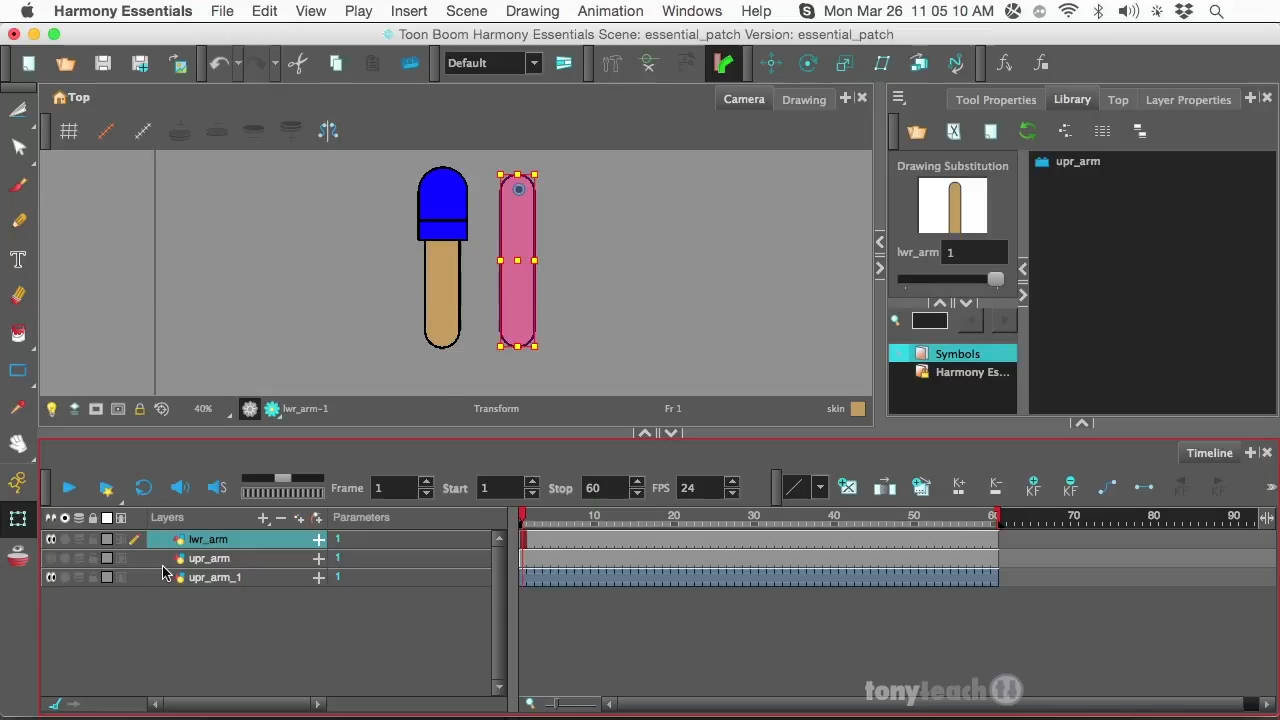 Harmony Essentials File Edit View Play Insert Scene Drawing Animation Windows Help Mon Mar 26 11 05 10 AM
Toon Boom Harmony Essentials Scene: essential_patch Version: essential_patch
Default
Top Camera Drawing Tool Properties Library Top Layer Properties
Drawing Substitution
upr_arm
lwr_arm 1
Symbols
Harmony Es...
40% lwr_arm-1 Transform Fr 1 skin
Timeline
Frame 1 Start 1 Stop 60 FPS 24
KF KF
Layers Parameters 10 20 30 40 50 60 70 80 90
lwr_arm 1
upr_arm 1
upr_arm_1 1
tonyteach